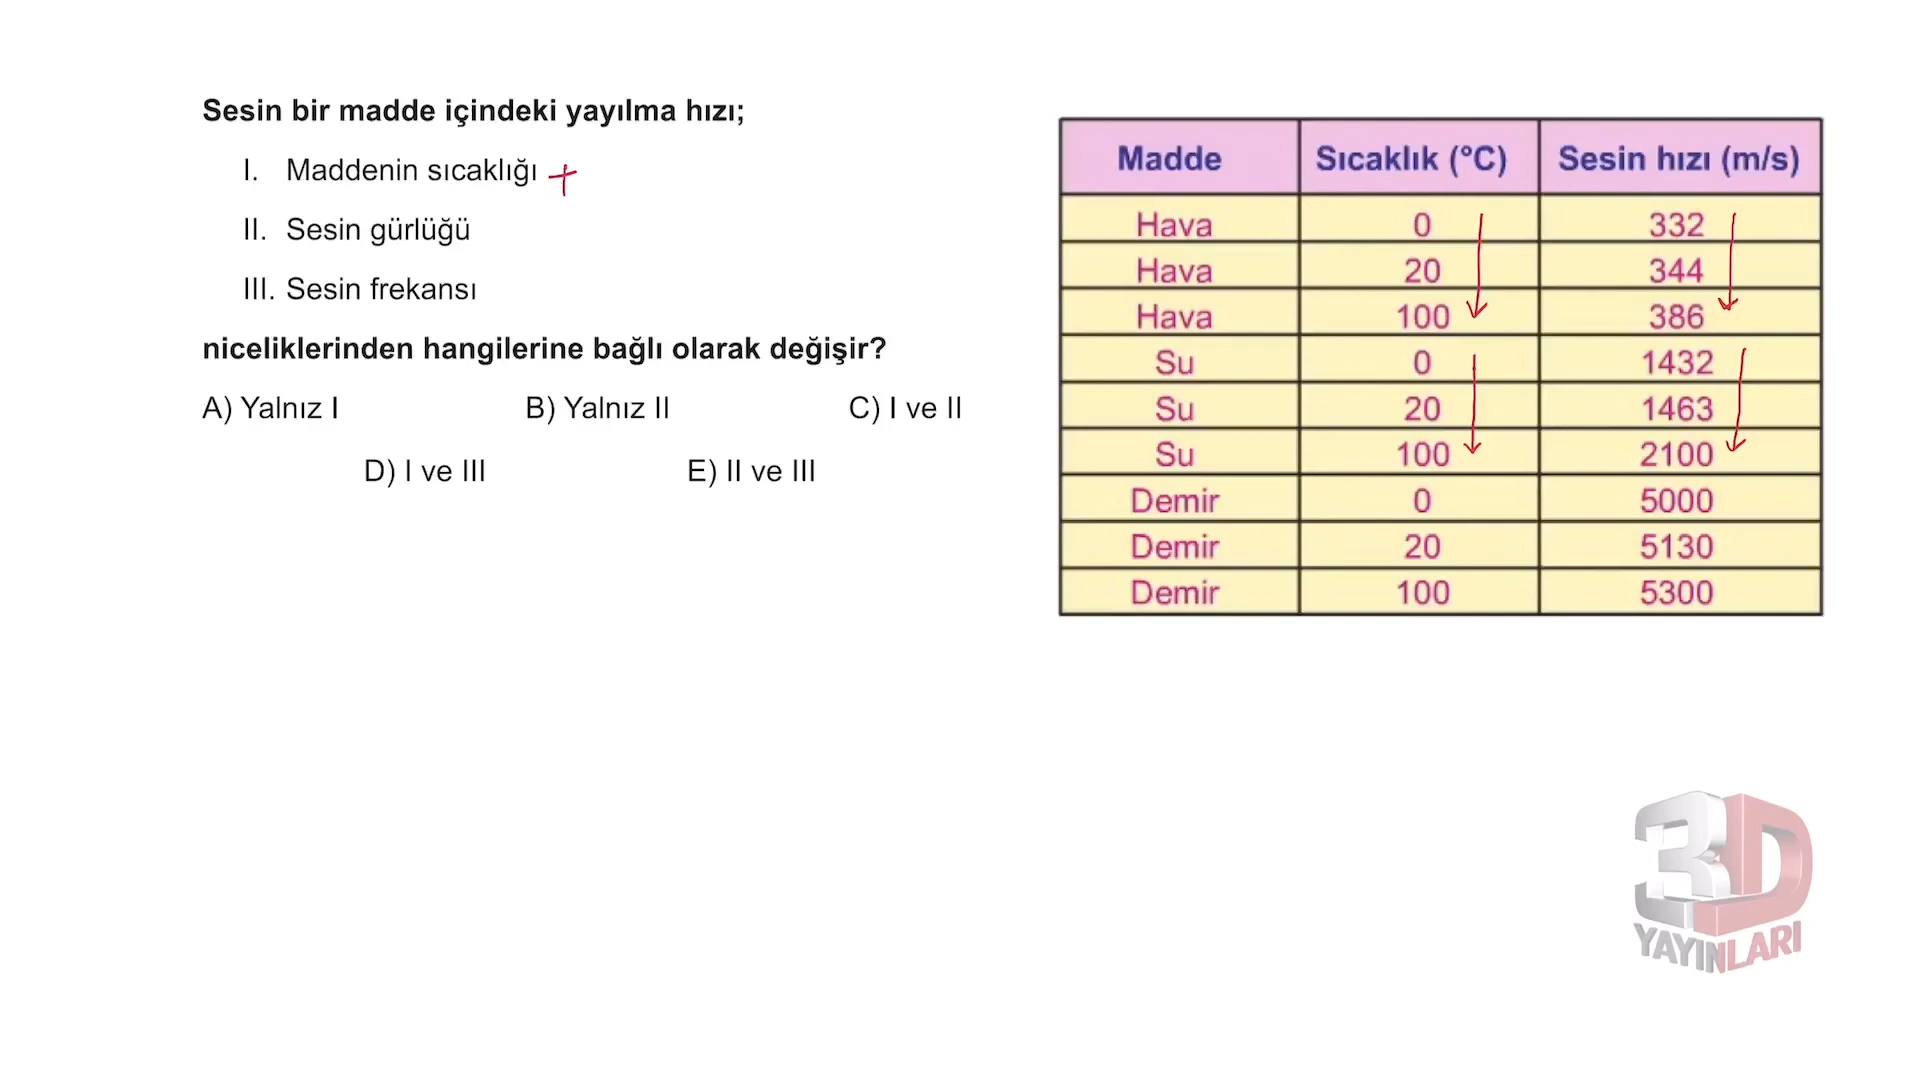 Sesin bir madde içindeki yayılma hızı;
I. Maddenin sıcaklığı +
II. Sesin gürlüğü
III. Sesin frekansı
niceliklerinden hangilerine bağlı olarak değişir?
A) Yalnız I B) Yalnız II C) I ve II
D) I ve III E) II ve III
Madde Sıcaklık (°C) Sesin hızı (m/s)
Hava 0 332
Hava 20 344
Hava 100 386
Su 0 1432
Su 20 1463
Su 100 2100
Demir 0 5000
Demir 20 5130
Demir 100 5300
3D
YAYINLARI